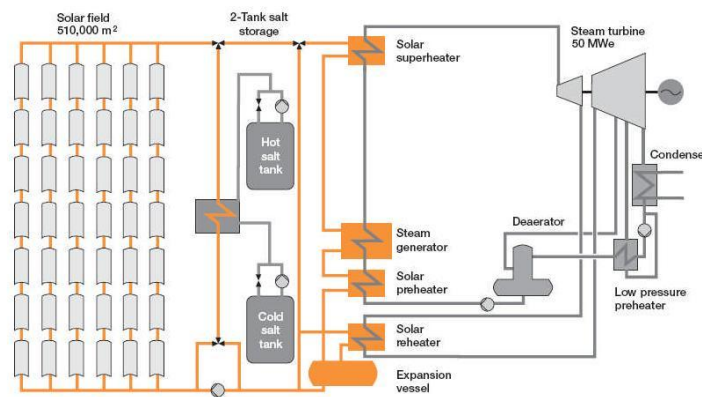 Solar field
510,000 m²
2-Tank salt
storage
Solar
superheater
Steam turbine
50 MWe
Hot
salt
tank
Condense
Steam
generator
Deaerator
Solar
preheater
Low pressure
preheater
Cold
salt
tank
Solar
reheater
Expansion
vessel